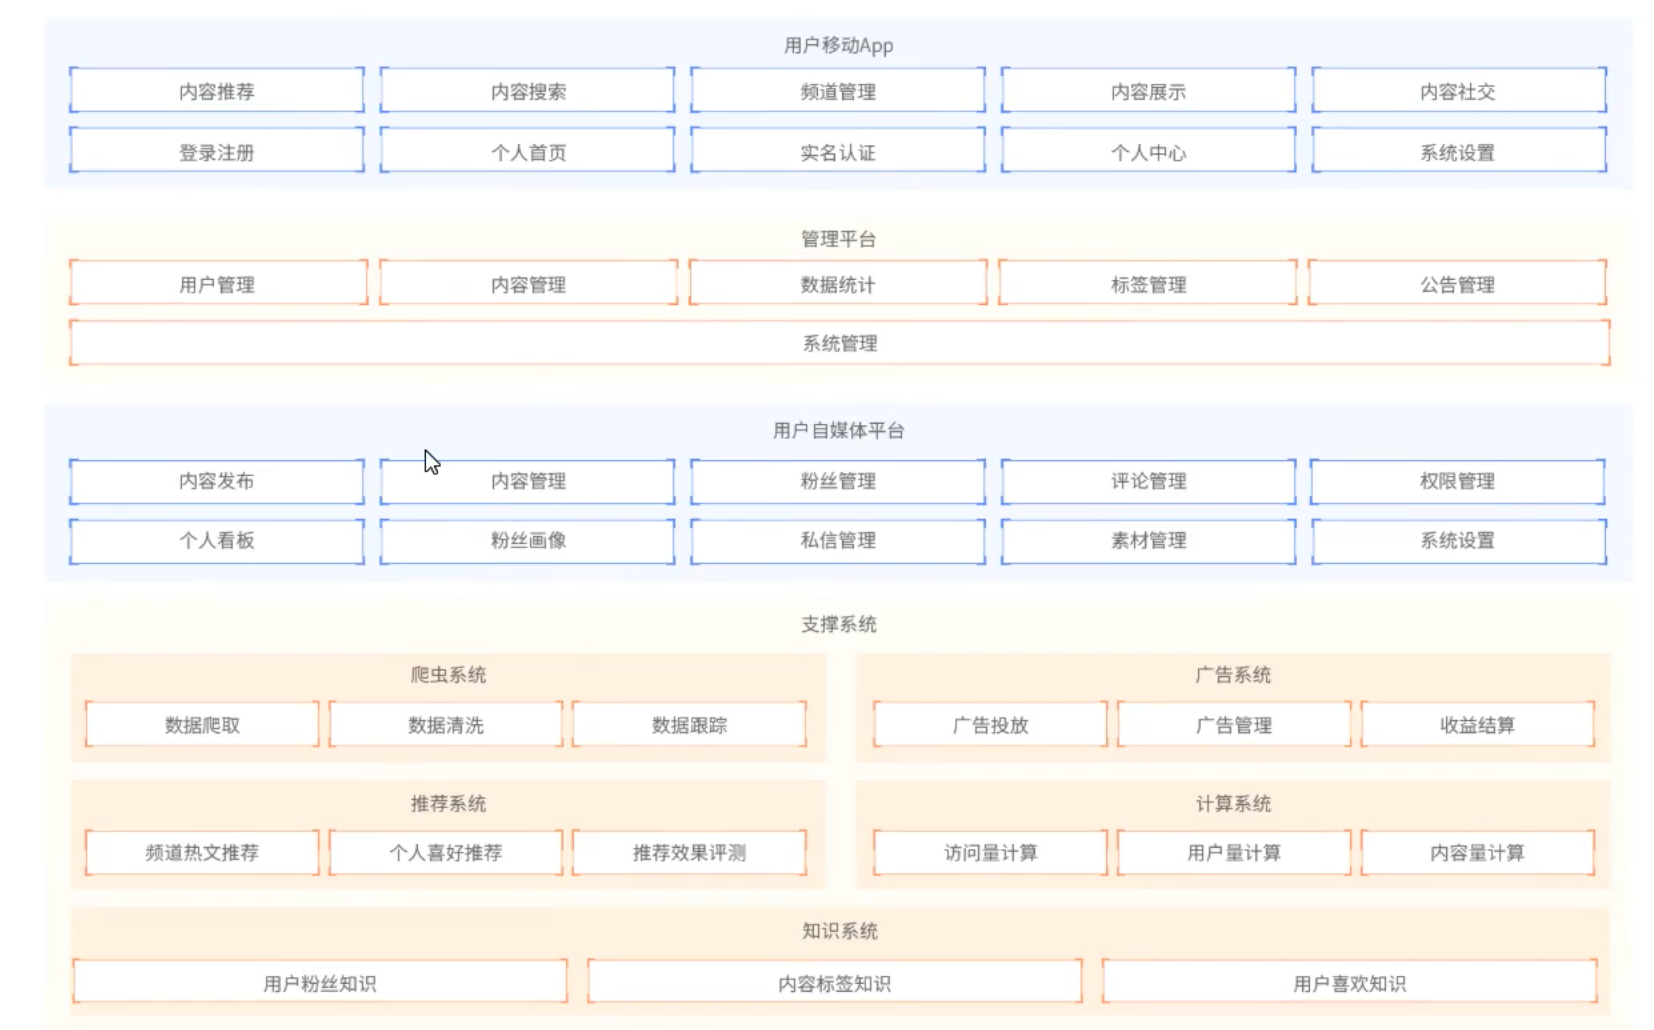 用户移动App
内容推荐 内容搜索 频道管理 内容展示 内容社交
登录注册 个人首页 实名认证 个人中心 系统设置
管理平台
用户管理 内容管理 数据统计 标签管理 公告管理
系统管理
用户自媒体平台
内容发布 内容管理 粉丝管理 评论管理 权限管理
个人看板 粉丝画像 私信管理 素材管理 系统设置
支撑系统
爬虫系统 广告系统
数据爬取 数据清洗 数据跟踪 广告投放 广告管理 收益结算
推荐系统 计算系统
频道热文推荐 个人喜好推荐 推荐效果评测 访问量计算 用户量计算 内容量计算
知识系统
用户粉丝知识 内容标签知识 用户喜欢知识